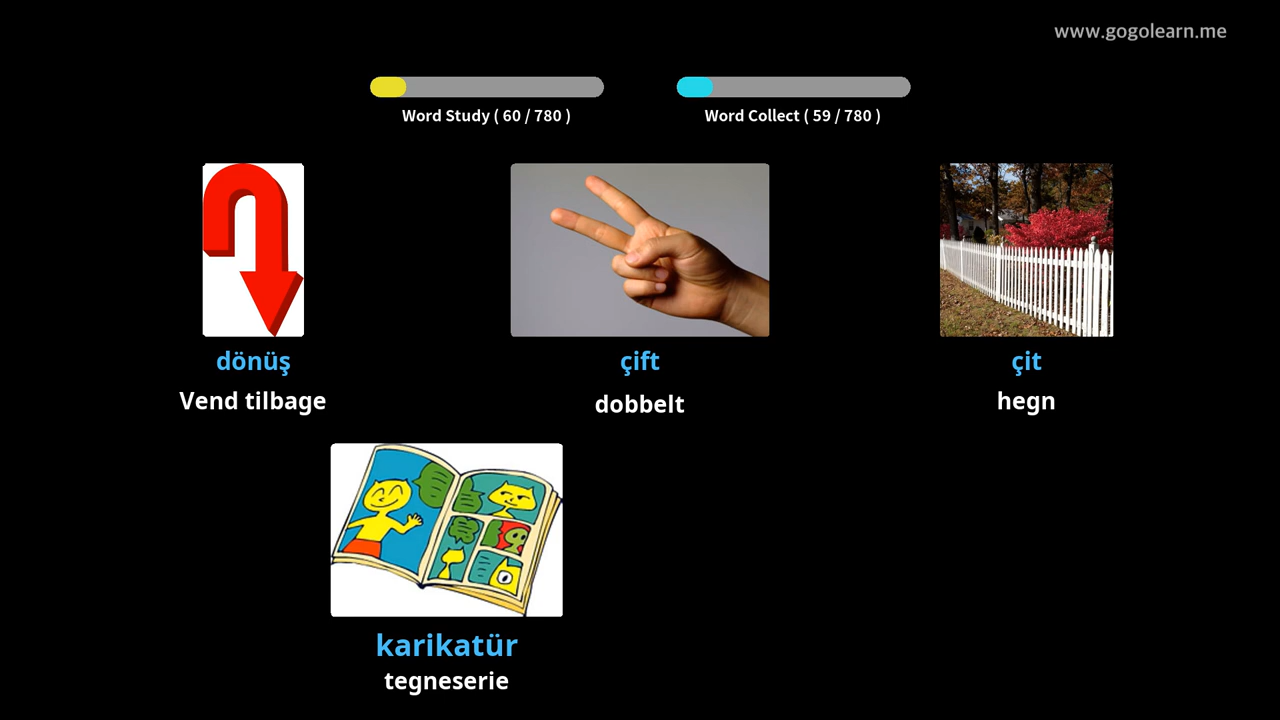 www.gogolearn.me
Word Study ( 60 / 780 )
Word Collect ( 59 / 780 )
dönüş
Vend tilbage
çift
dobbelt
çit
hegn
karikatür
tegneserie